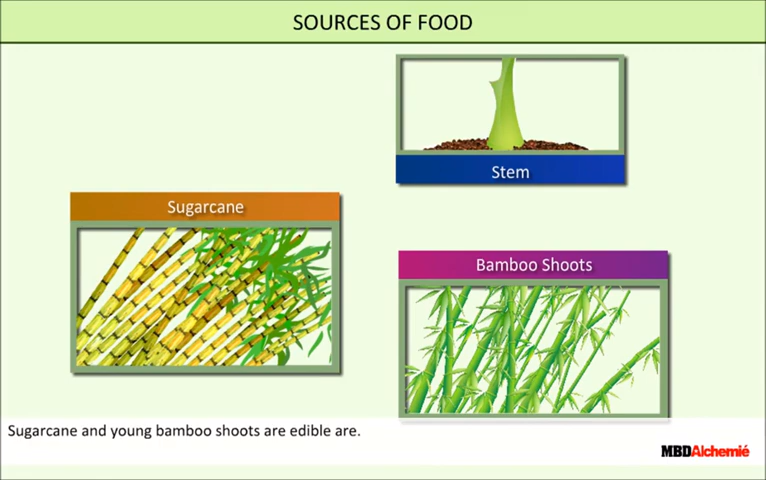 SOURCES OF FOOD
Stem
Sugarcane
Bamboo Shoots
Sugarcane and young bamboo shoots are edible are.
MBDAlchemié